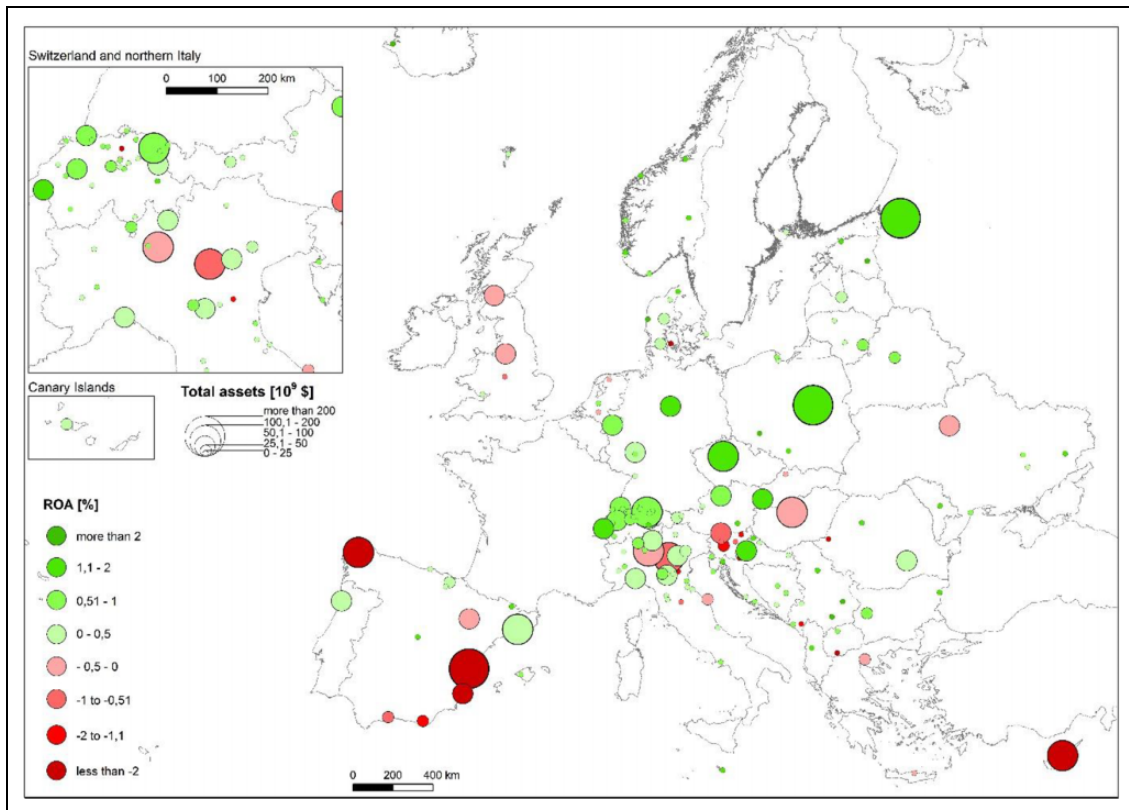 Switzerland and northern Italy
0 100 200 km
Canary Islands
Total assets [10⁹ $]
more than 200
100,1 - 200
50,1 - 100
25,1 - 50
0 - 25
ROA [%]
more than 2
1,1 - 2
0,51 - 1
0 - 0,5
- 0,5 - 0
-1 to -0,51
-2 to -1,1
less than -2
0 200 400 km